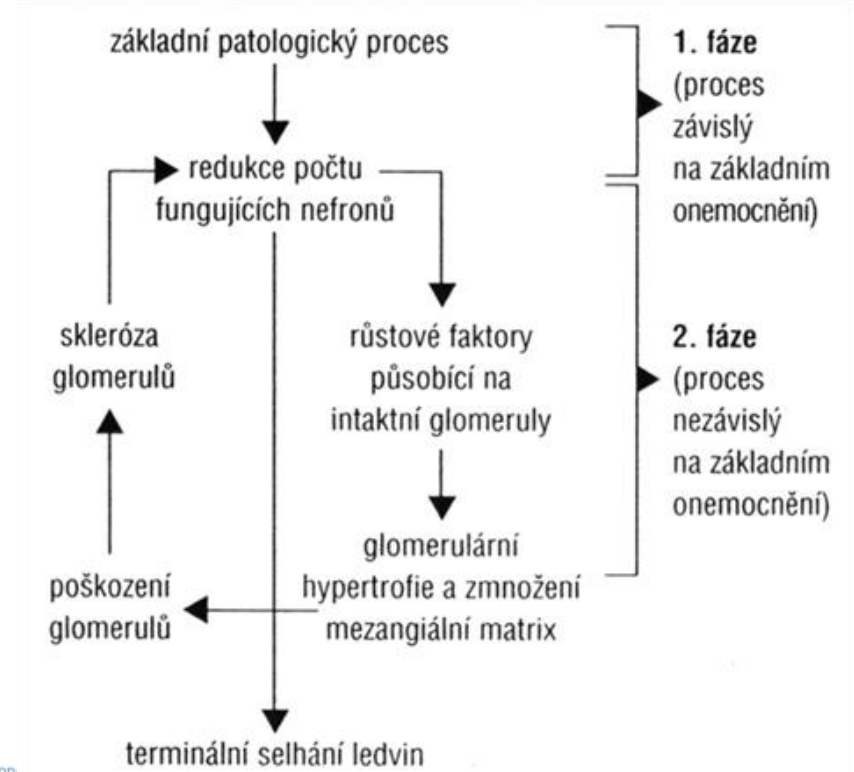 základní patologický proces
redukce počtu
fungujících nefronů
skleróza
glomerulů
růstové faktory
působící na
intaktní glomeruly
glomerulární
hypertrofie a zmnožení
mezangiální matrix
poškození
glomerulů
terminální selhání ledvin
1. fáze
(proces
závislý
na základním
onemocnění)
2. fáze
(proces
nezávislý
na základním
onemocnění)